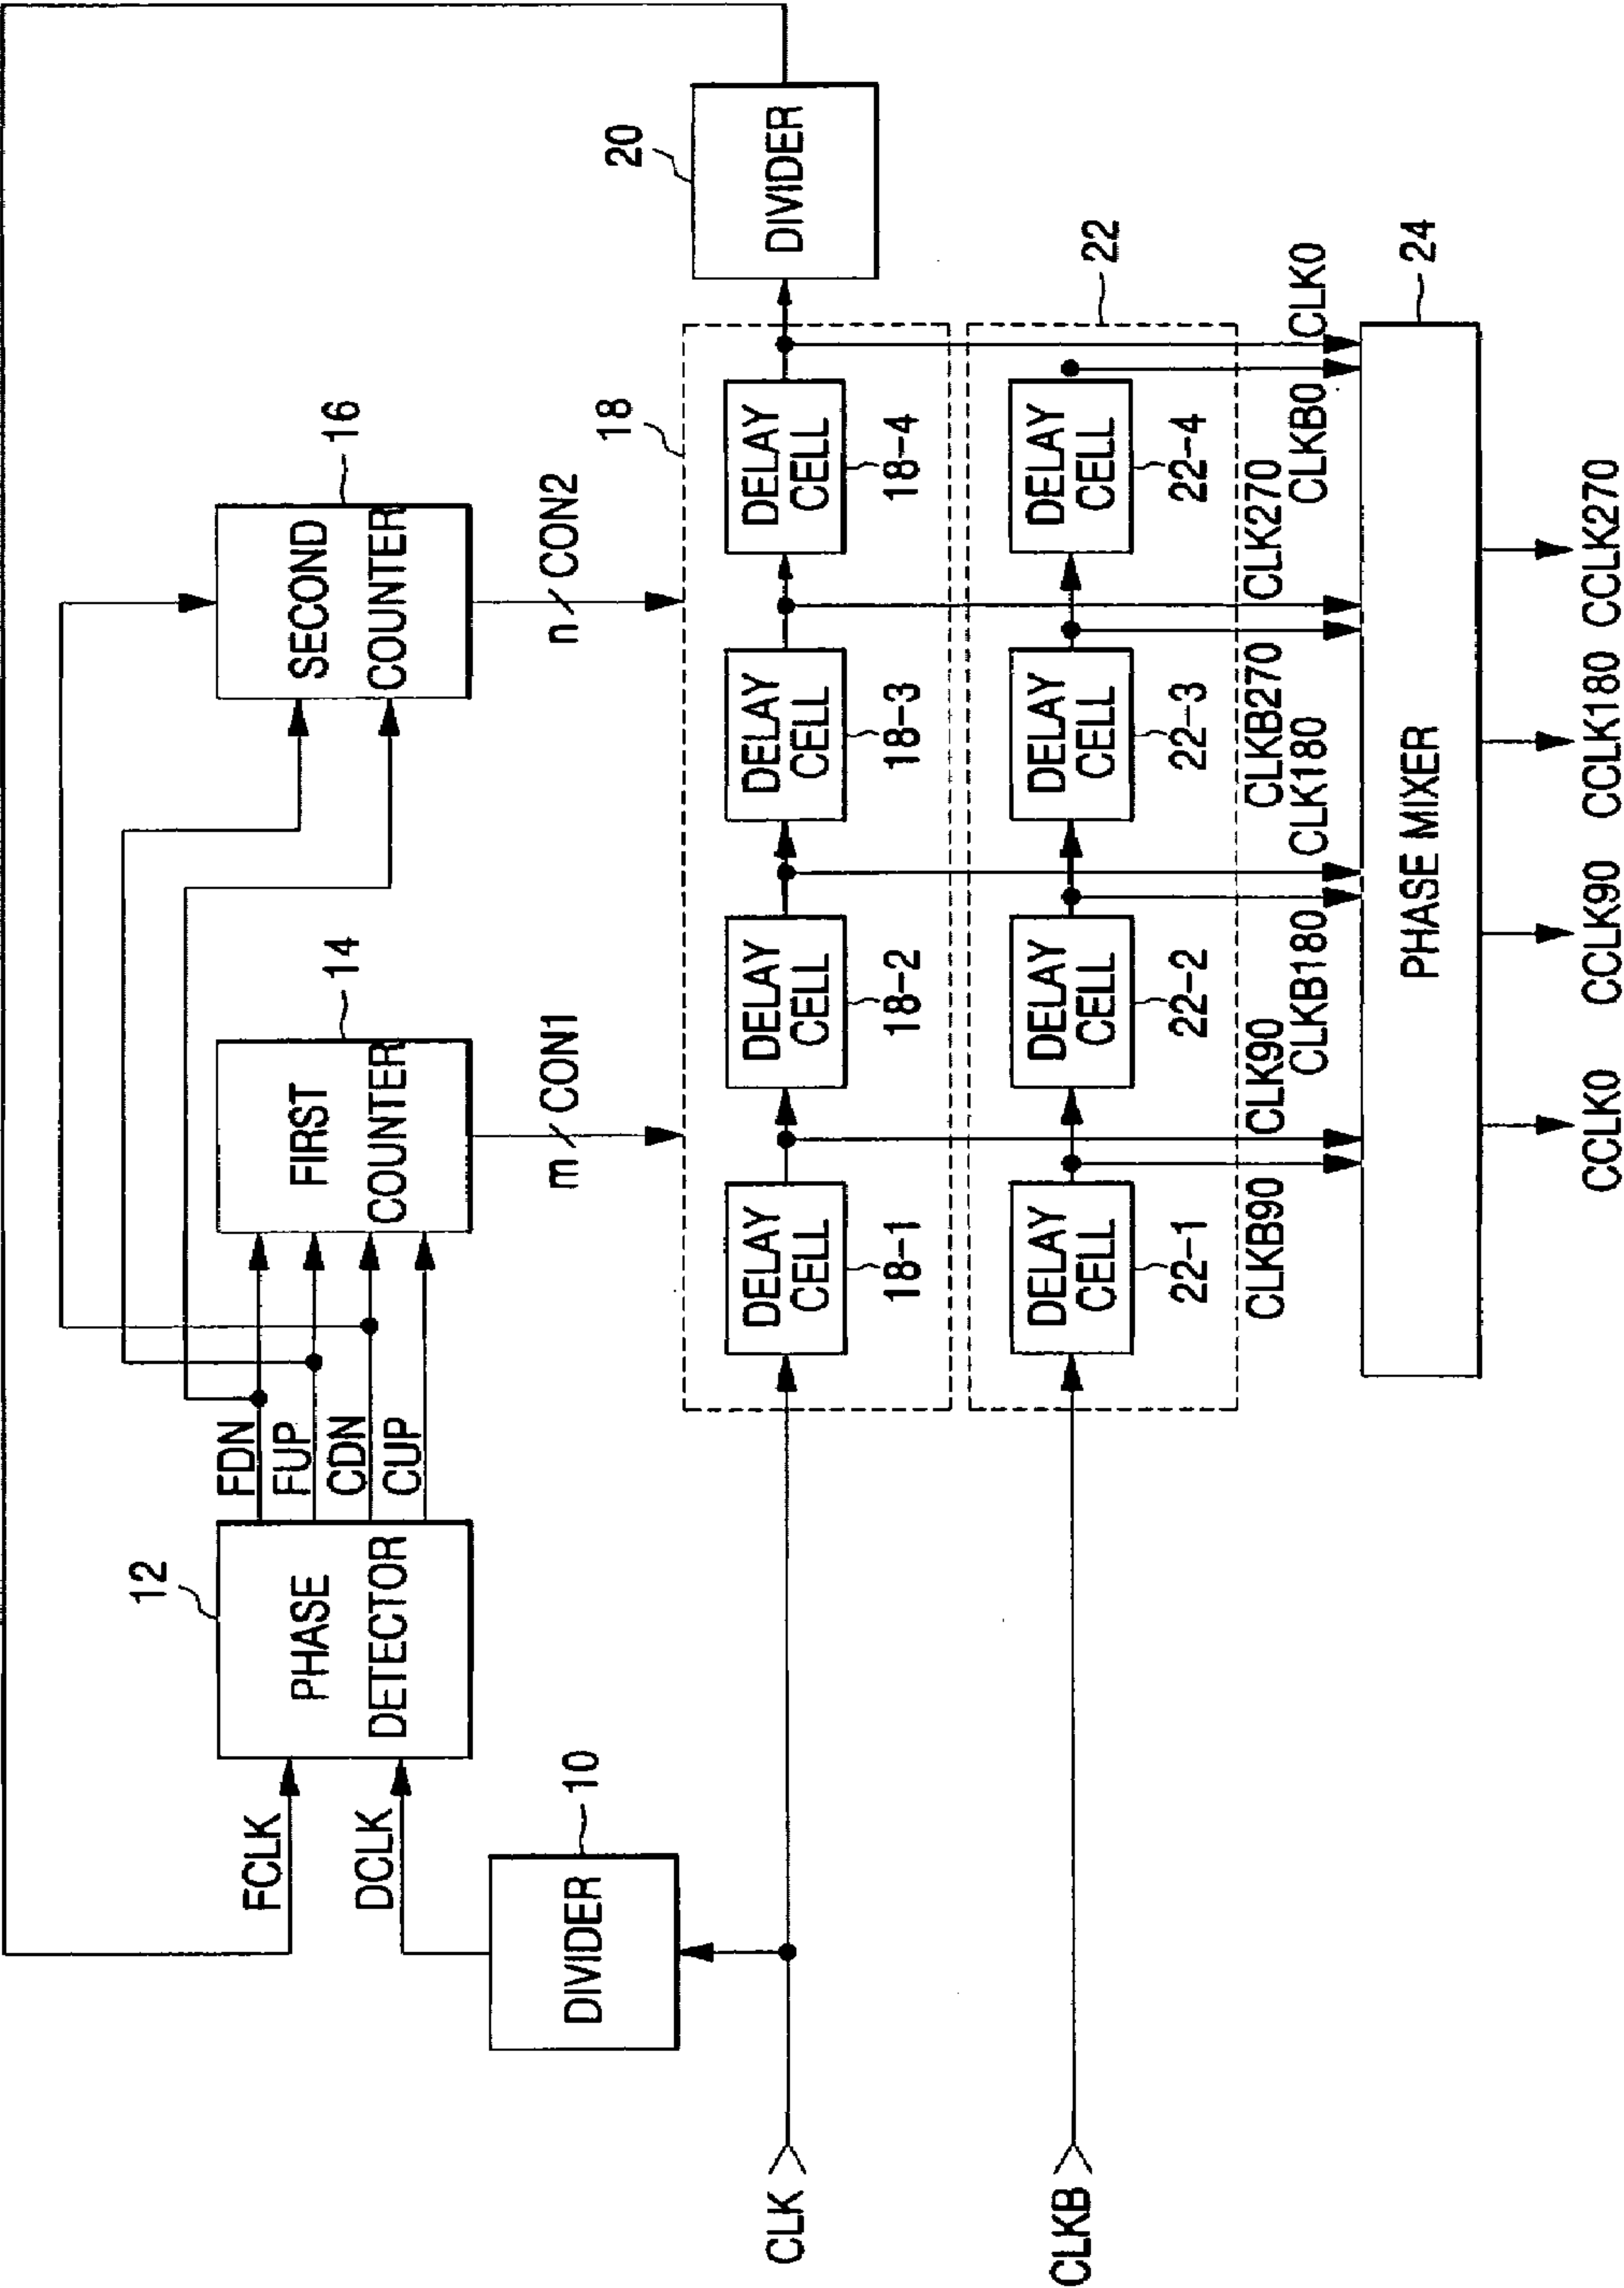 20
DIVIDER
16
SECOND
COUNTER
14
FIRST
COUNTER
12
PHASE
DETECTOR
FDN
FUP
CDN
CUP
FCLK
DCLK
10
DIVIDER
m
CON1
n
CON2
18
DELAY
CELL
18-1
DELAY
CELL
18-2
DELAY
CELL
18-3
DELAY
CELL
18-4
CLK
22
DELAY
CELL
22-1
DELAY
CELL
22-2
DELAY
CELL
22-3
DELAY
CELL
22-4
CLKB
CLKB90
CLK90
CLKB180
CLK180
CLKB270
CLK270
CLKB0
CLK0
24
PHASE MIXER
CCLK0
CCLK90
CCLK180
CCLK270